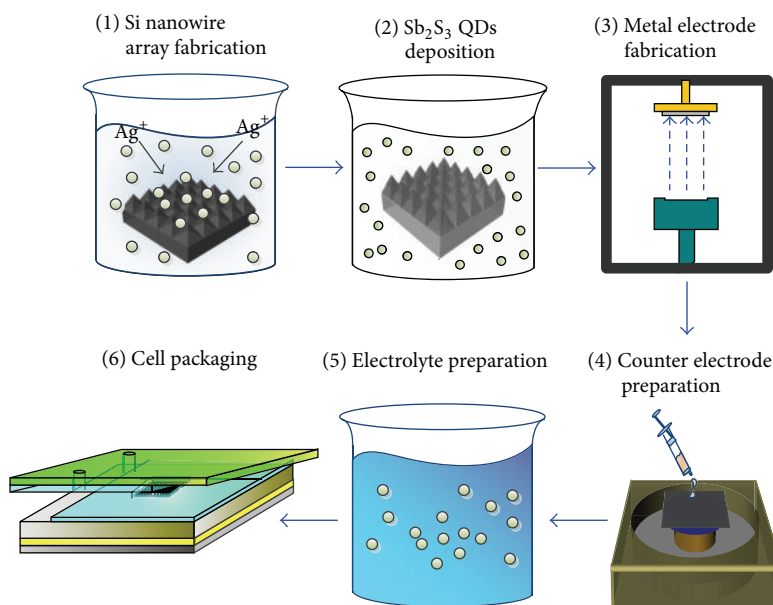 (1) Si nanowire
array fabrication
(2) Sb₂S₃ QDs
deposition
(3) Metal electrode
fabrication
Ag⁺
Ag⁺
(6) Cell packaging
(5) Electrolyte preparation
(4) Counter electrode
preparation